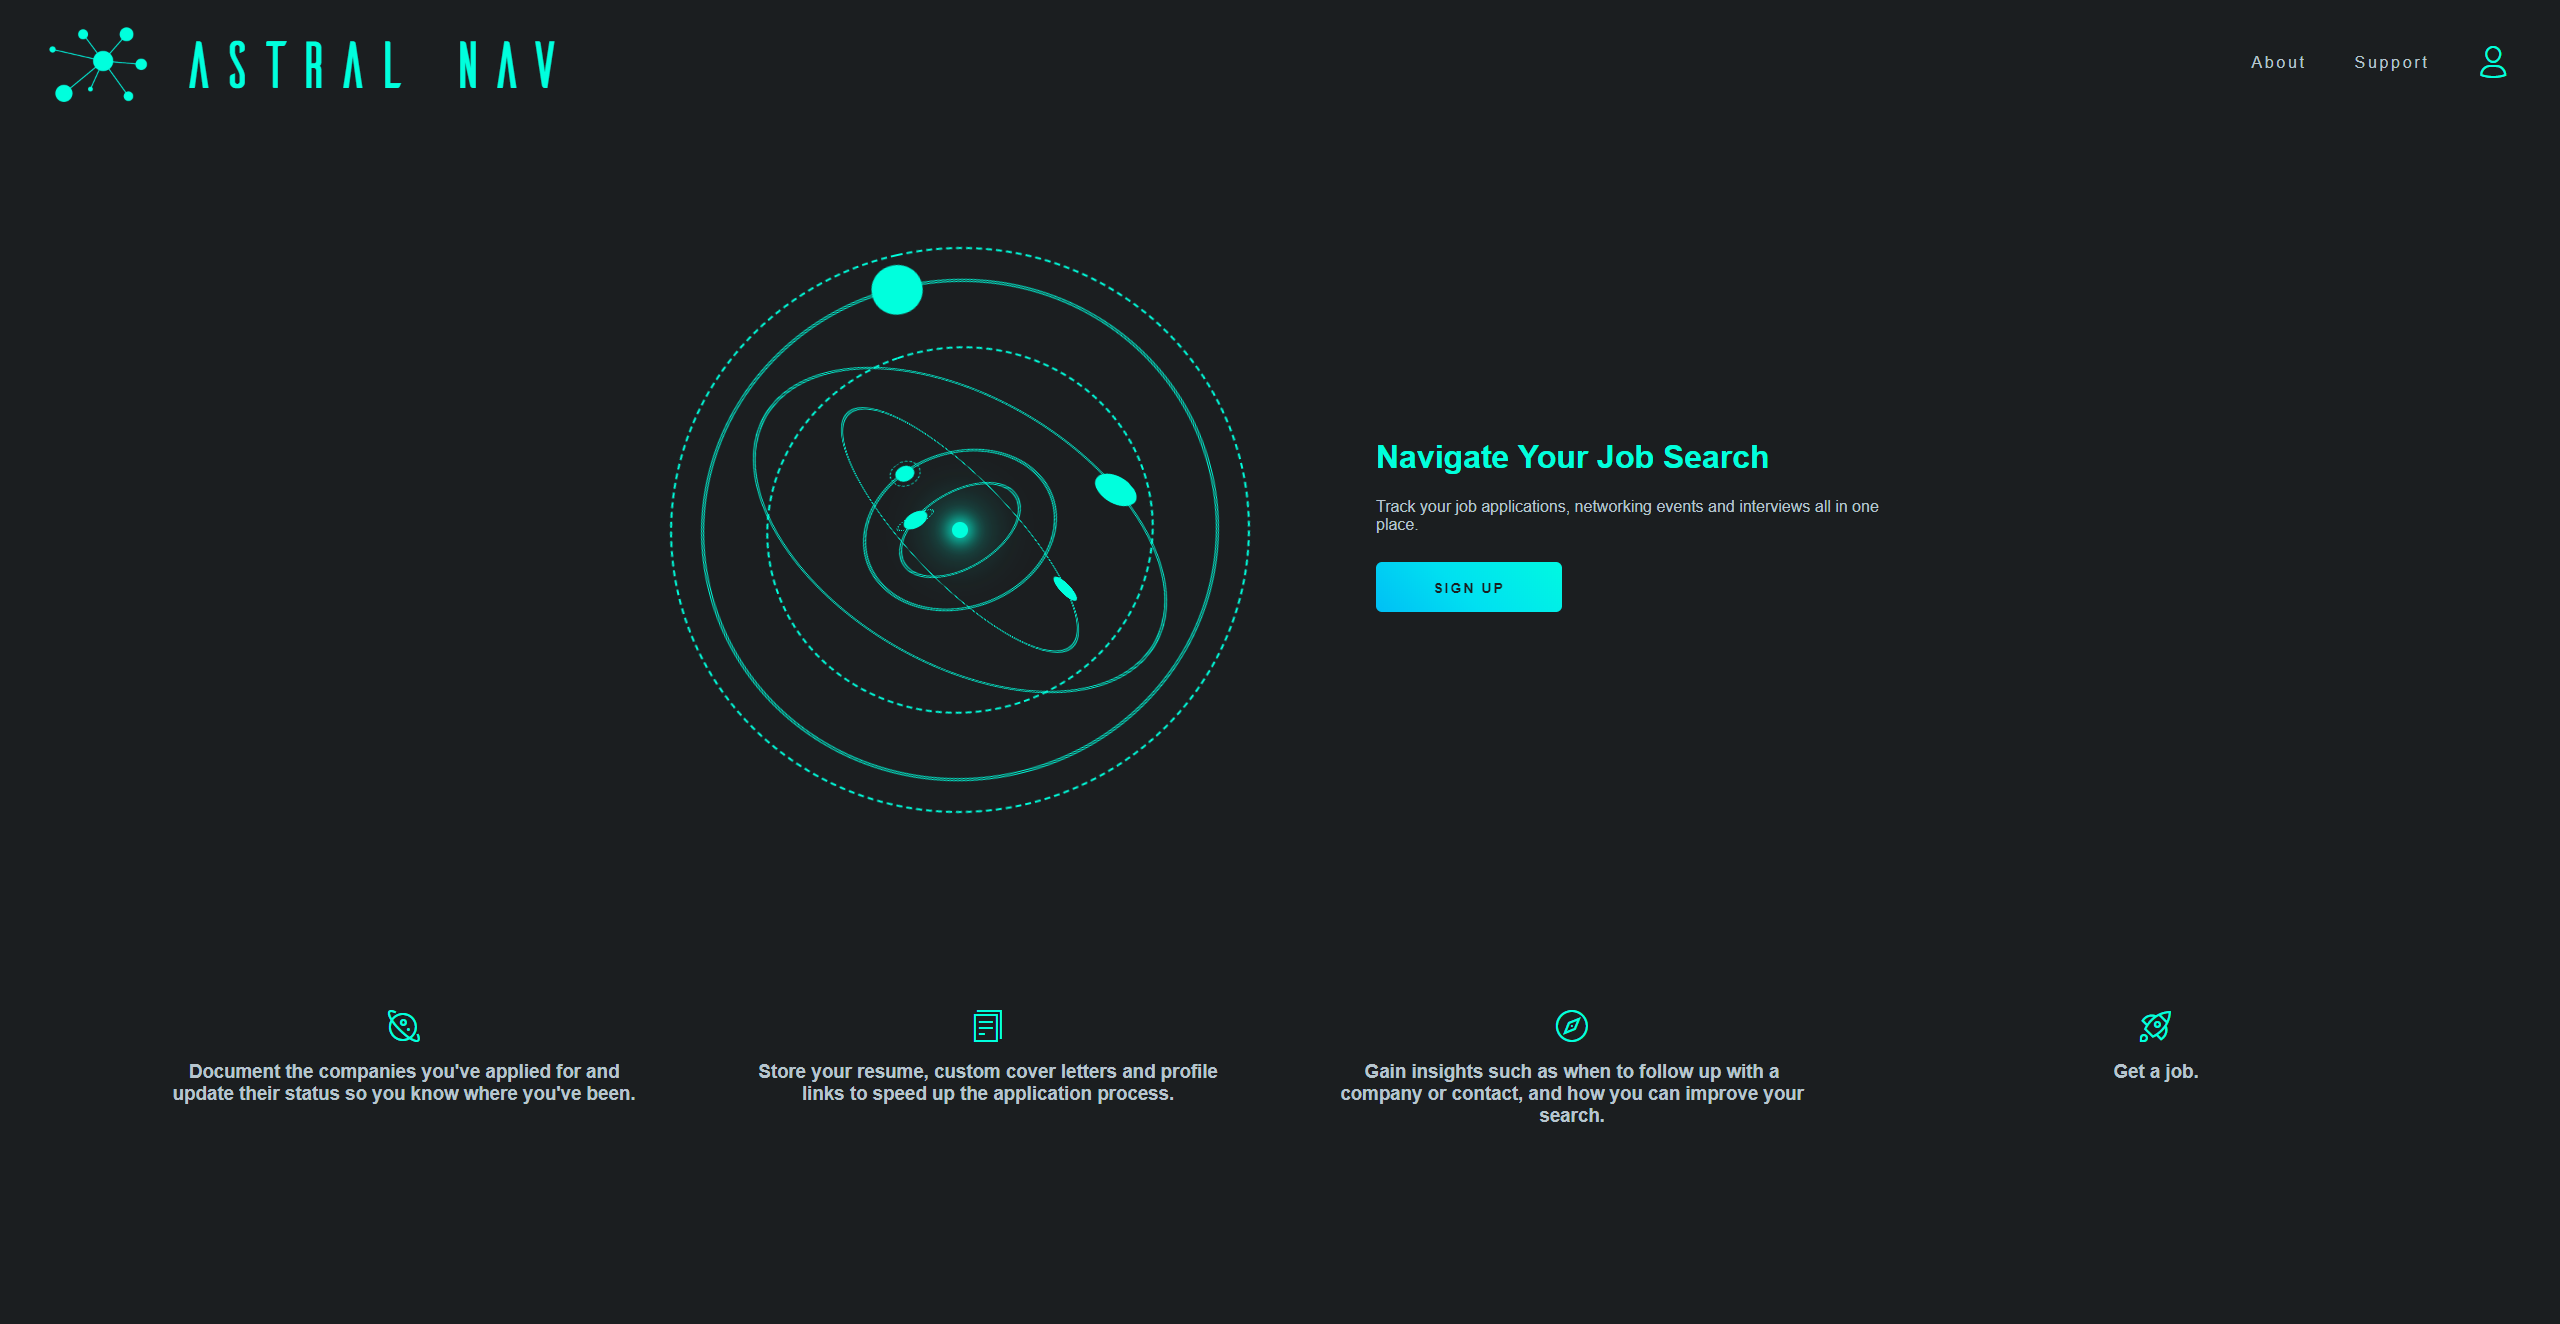 ASTRAL NAV
About
Support
Navigate Your Job Search
Track your job applications, networking events and interviews all in one
place.
SIGN UP
Document the companies you've applied for and
update their status so you know where you've been.
Store your resume, custom cover letters and profile
links to speed up the application process.
Gain insights such as when to follow up with a
company or contact, and how you can improve your
search.
Get a job.